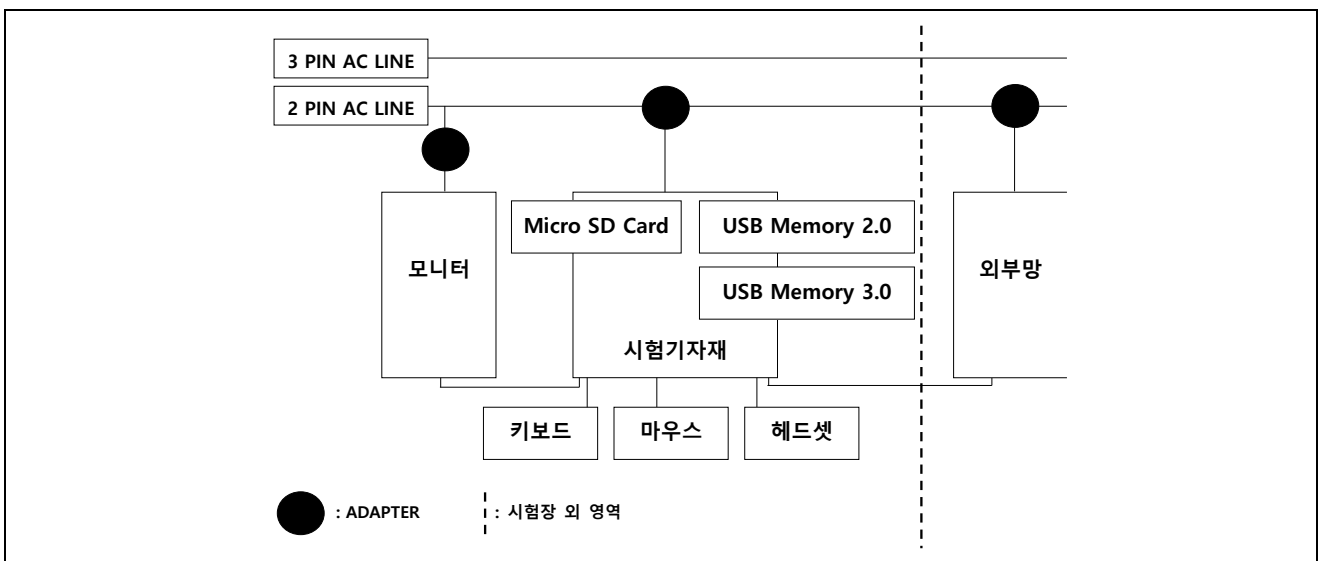 3 PIN AC LINE
2 PIN AC LINE
Micro SD Card
USB Memory 2.0
모니터
외부망
USB Memory 3.0
시험기자재
키보드
마우스
헤드셋
: ADAPTER
: 시험장 외 영역